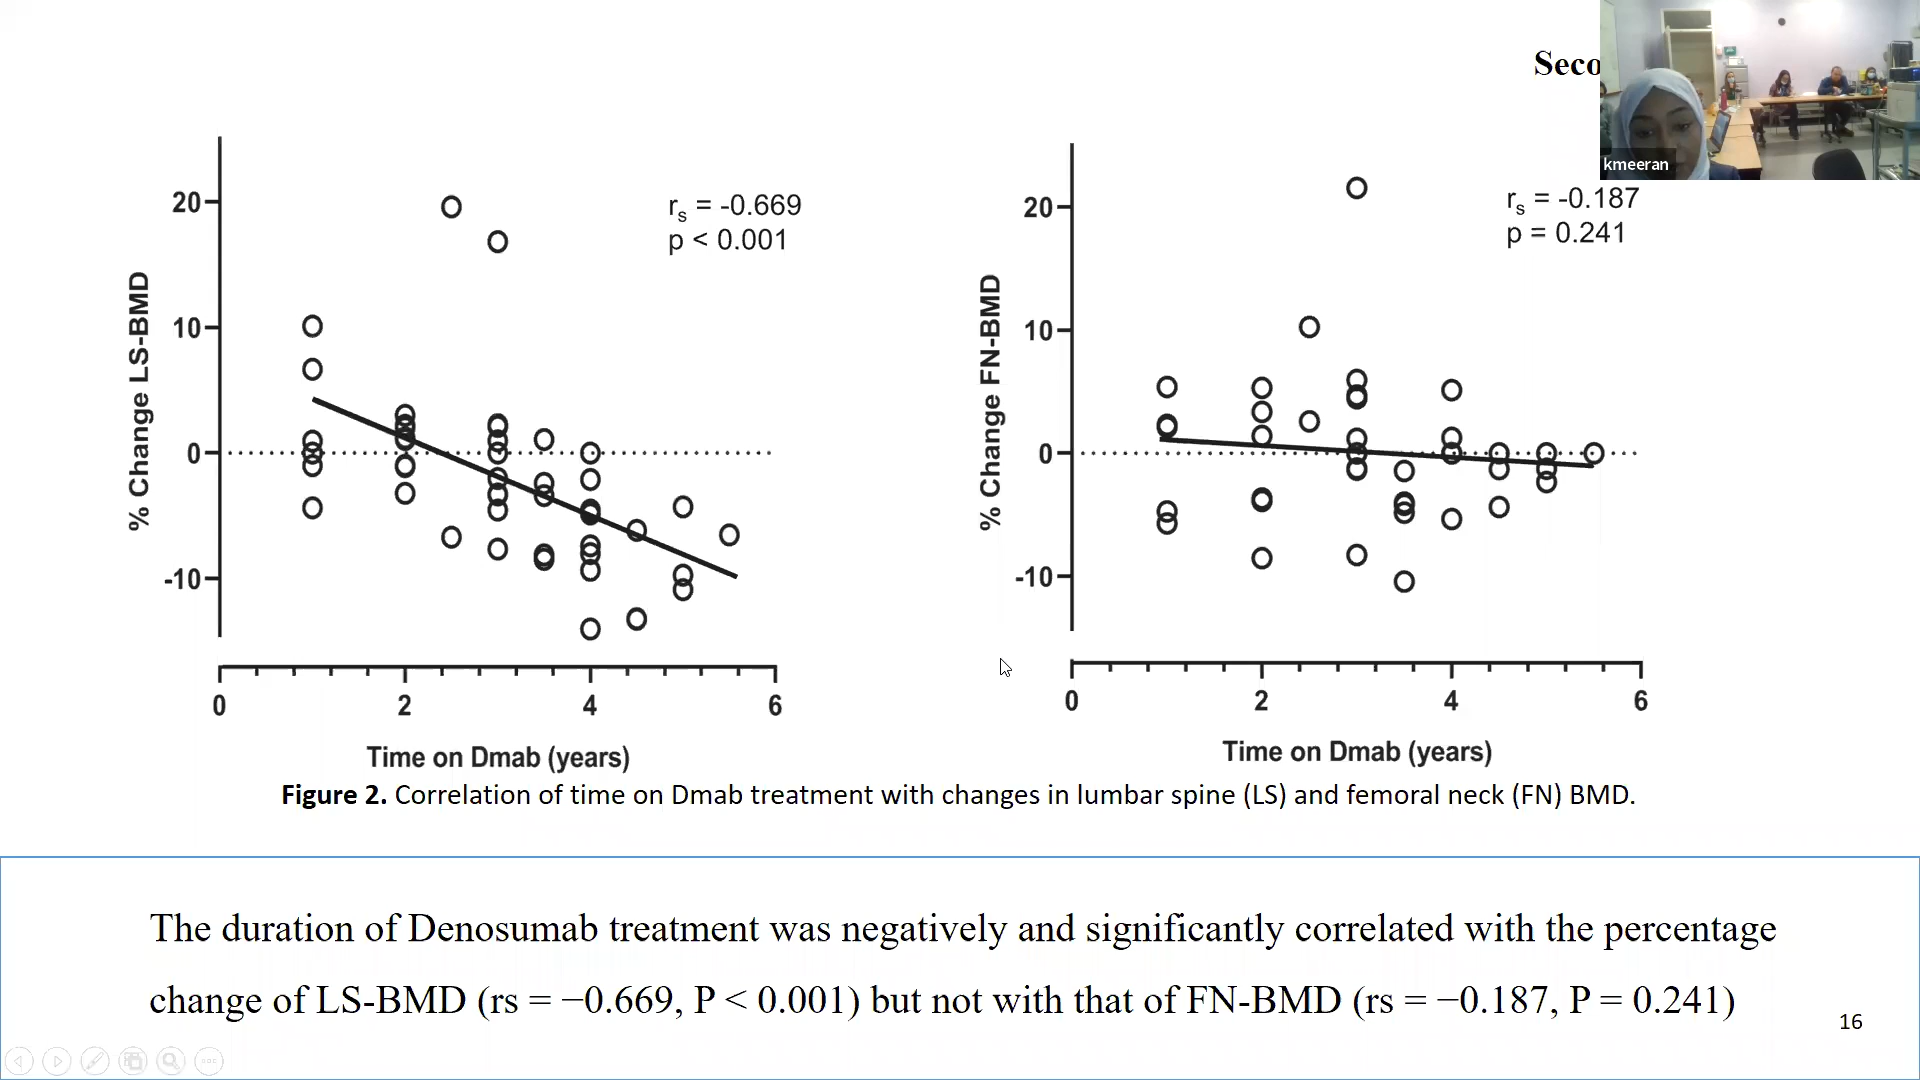 Seco
kmeeran
20
10
0
-10
% Change LS-BMD
rs = -0.669
p < 0.001
0 2 4 6
Time on Dmab (years)
20
10
0
-10
% Change FN-BMD
rs = -0.187
p = 0.241
0 2 4 6
Time on Dmab (years)
Figure 2. Correlation of time on Dmab treatment with changes in lumbar spine (LS) and femoral neck (FN) BMD.
The duration of Denosumab treatment was negatively and significantly correlated with the percentage
change of LS-BMD (rs = −0.669, P < 0.001) but not with that of FN-BMD (rs = −0.187, P = 0.241)
16